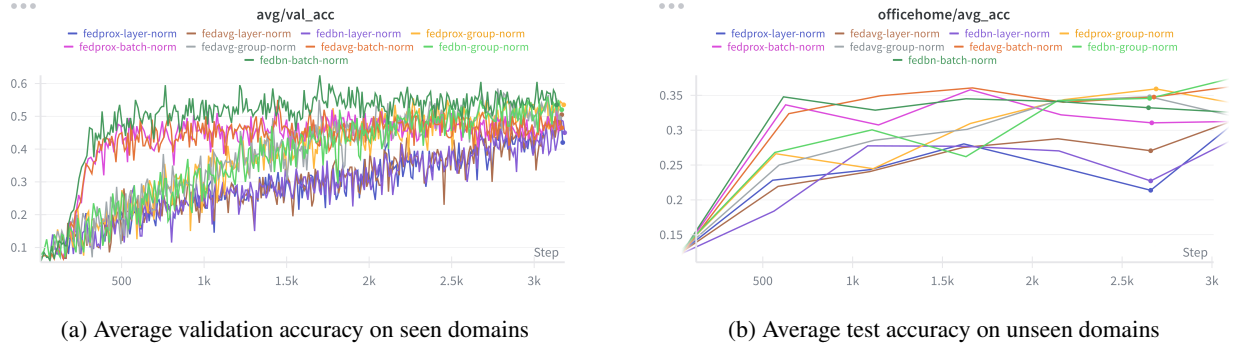 avg/val_acc
fedprox-layer-norm fedavg-layer-norm fedbn-layer-norm fedprox-group-norm
fedprox-batch-norm fedavg-group-norm fedavg-batch-norm fedbn-group-norm
fedbn-batch-norm
0.6
0.5
0.4
0.3
0.2
0.1
Step
500 1k 1.5k 2k 2.5k 3k
(a) Average validation accuracy on seen domains
officehome/avg_acc
fedprox-layer-norm fedavg-layer-norm fedbn-layer-norm fedprox-group-norm
fedprox-batch-norm fedavg-group-norm fedavg-batch-norm fedbn-group-norm
fedbn-batch-norm
0.35
0.3
0.25
0.2
0.15
Step
500 1k 1.5k 2k 2.5k 3k
(b) Average test accuracy on unseen domains